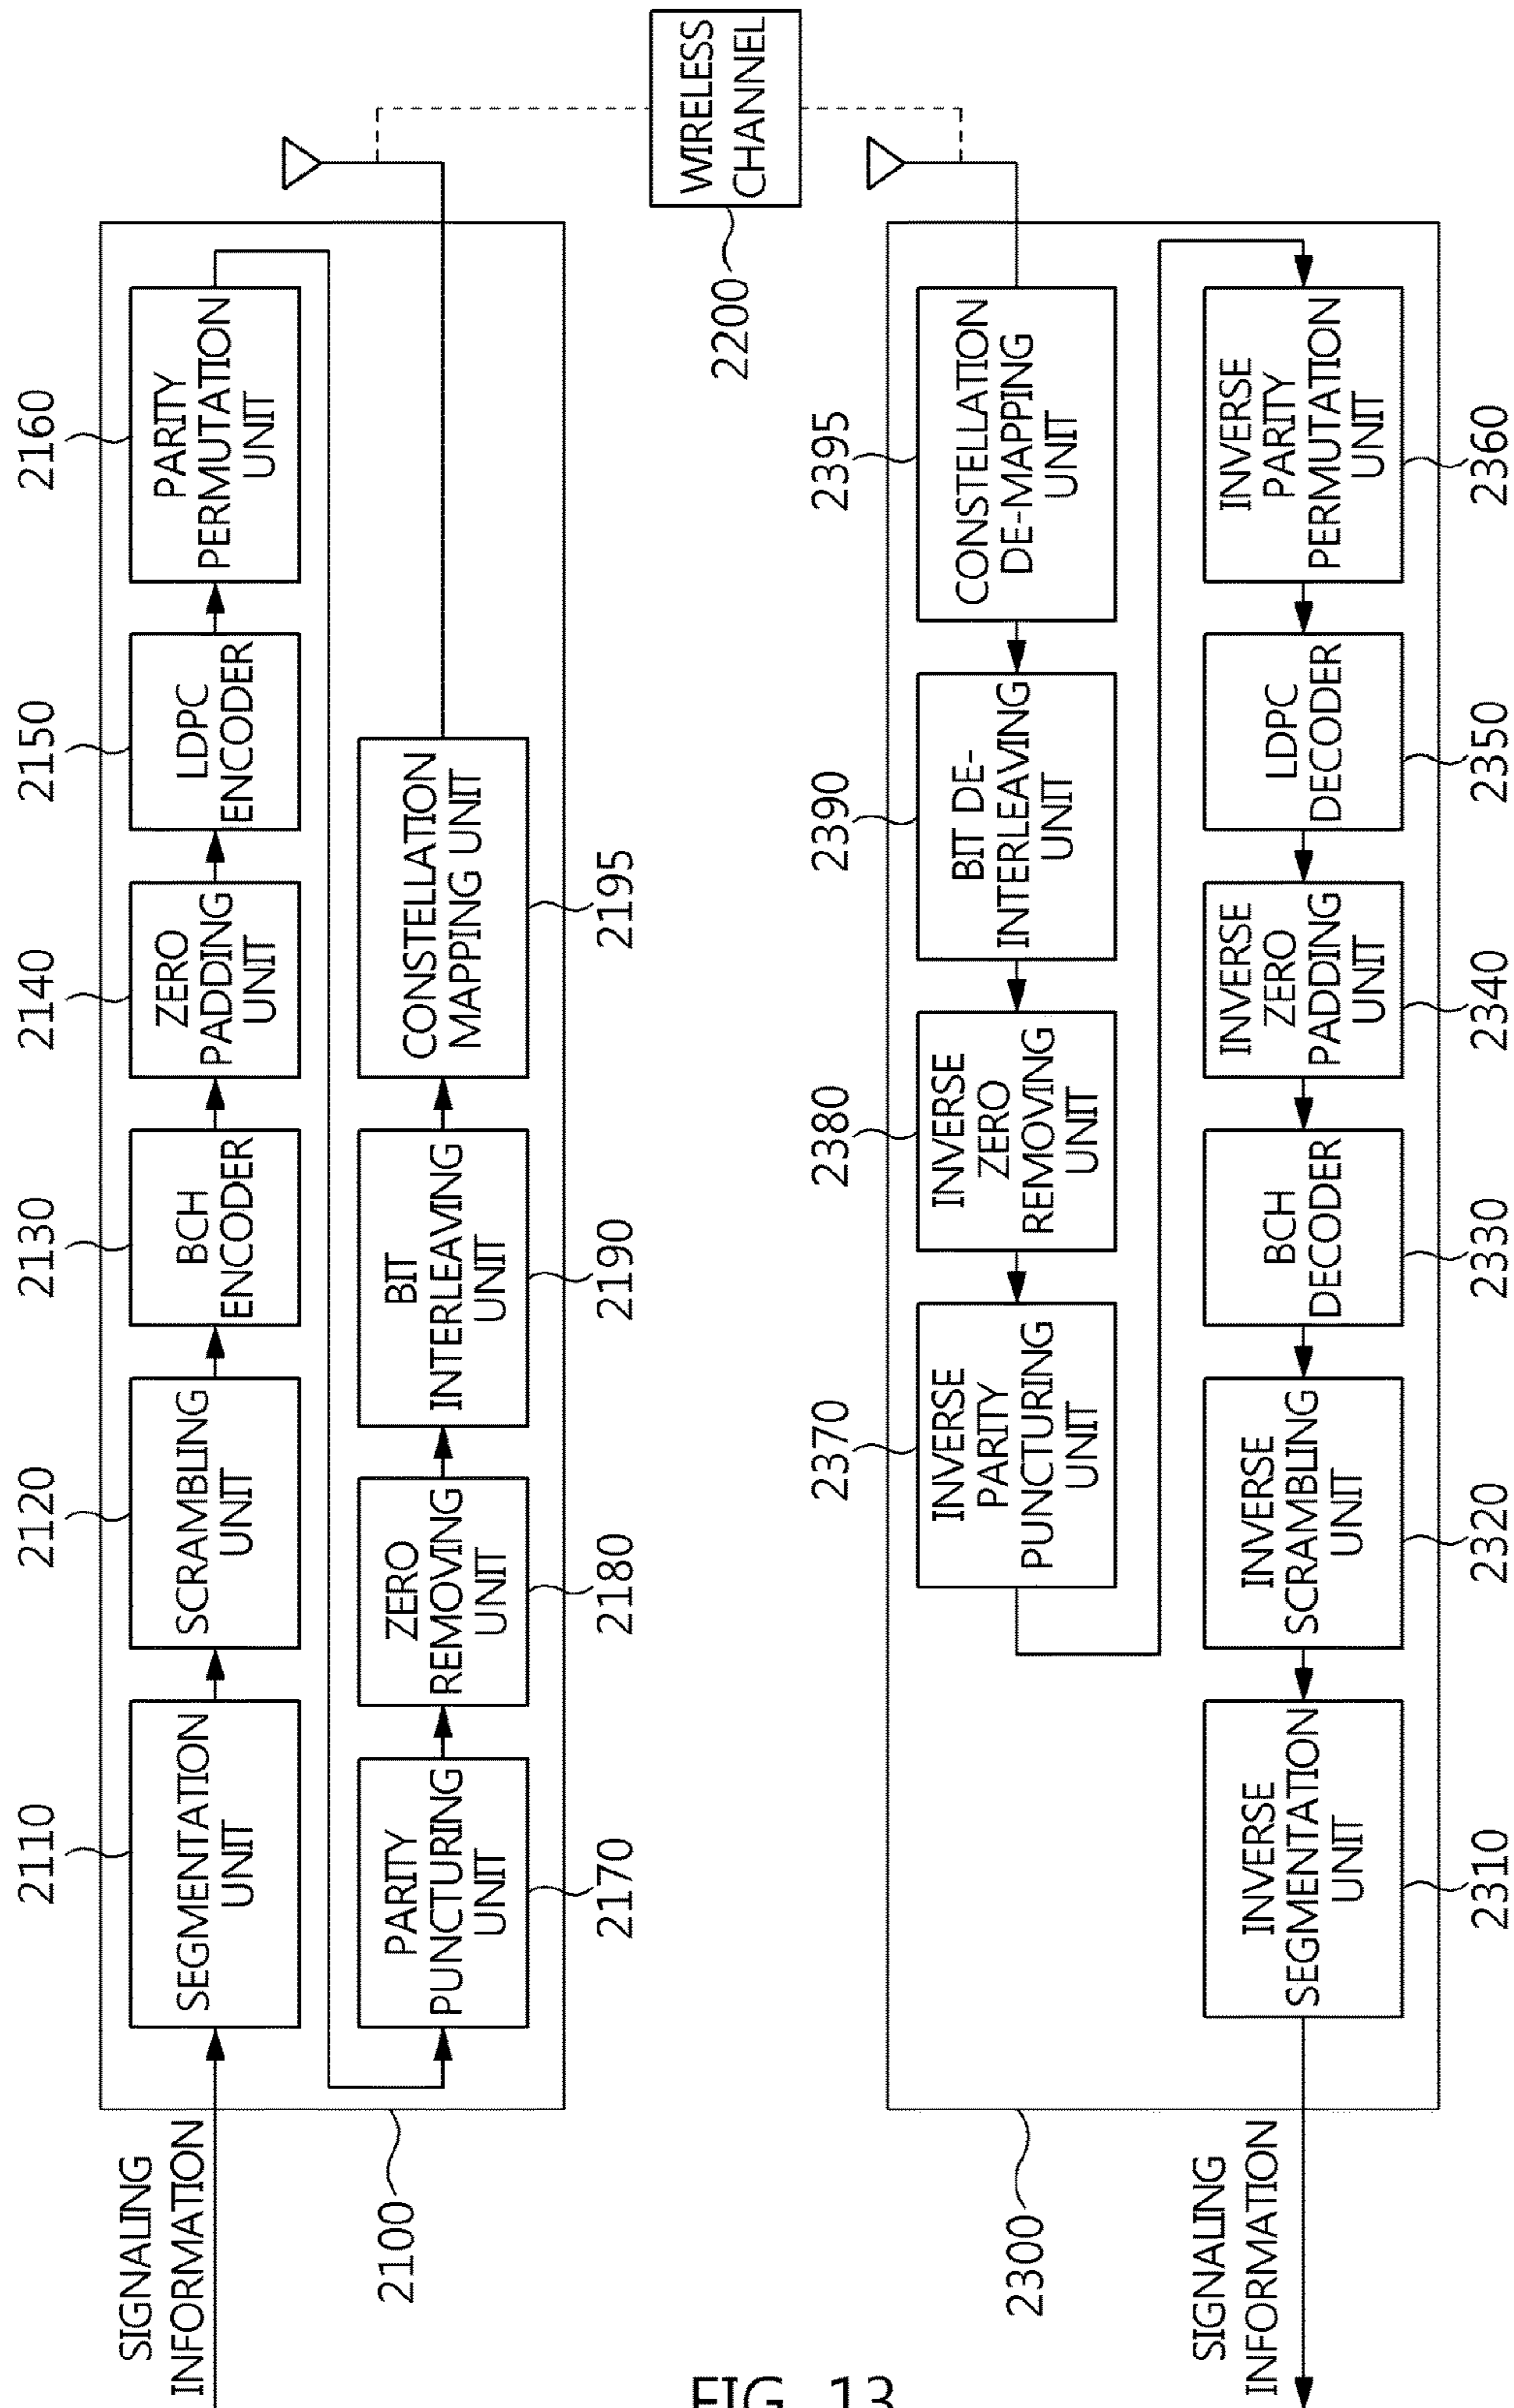 FIG. 13
2110
2120
2130
2140
2150
2160
SIGNALING
INFORMATION
SEGMENTATION
UNIT
SCRAMBLING
UNIT
BCH
ENCODER
ZERO
PADDING
UNIT
LDPC
ENCODER
PARITY
PERMUTATION
UNIT
PARITY
PUNCTURING
UNIT
ZERO
REMOVING
UNIT
BIT
INTERLEAVING
UNIT
CONSTELLATION
MAPPING UNIT
2100
2170
2180
2190
2195
WIRELESS
CHANNEL
2200
2370
2380
2390
2395
INVERSE
PARITY
PUNCTURING
UNIT
INVERSE
ZERO
REMOVING
UNIT
BIT DE-
INTERLEAVING
UNIT
CONSTELLATION
DE-MAPPING
UNIT
2300
SIGNALING
INFORMATION
INVERSE
SEGMENTATION
UNIT
INVERSE
SCRAMBLING
UNIT
BCH
DECODER
INVERSE
ZERO
PADDING
UNIT
LDPC
DECODER
INVERSE
PARITY
PERMUTATION
UNIT
2310
2320
2330
2340
2350
2360